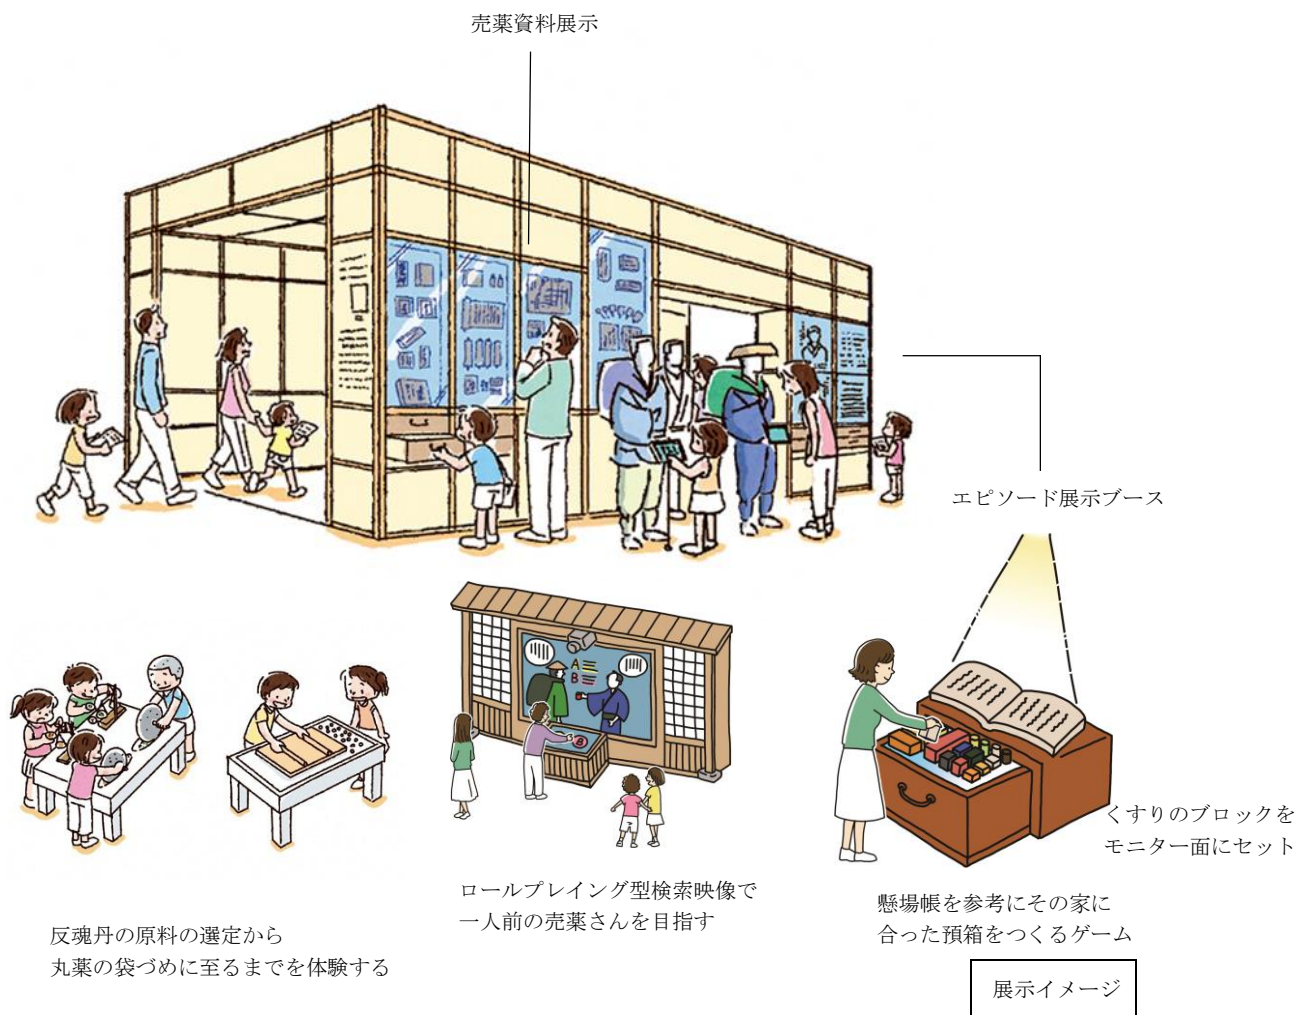 売薬資料展示
エピソード展示ブース
A
B
B
くすりのブロックを
モニター面にセット
ロールプレイング型検索映像で
一人前の売薬さんを目指す
懸場帳を参考にその家に
合った預箱をつくるゲーム
反魂丹の原料の選定から
丸薬の袋づめに至るまでを体験する
展示イメージ